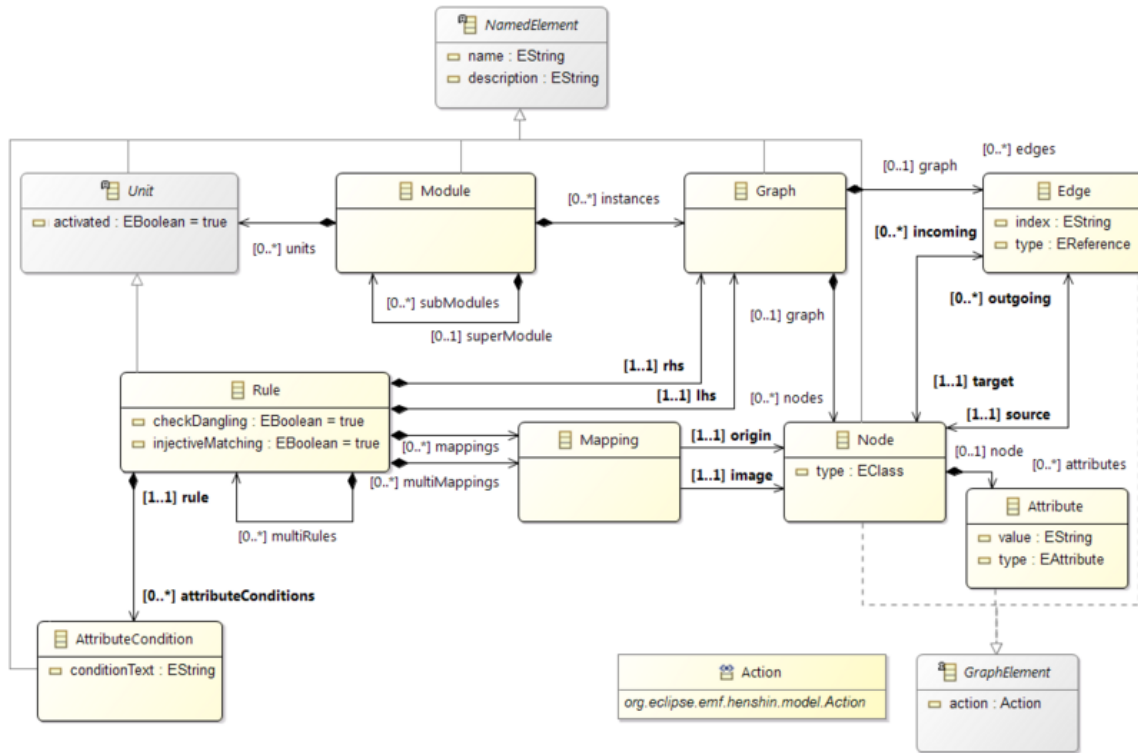 NamedElement
name : EString
description : EString
[0..1] graph
[0..*] edges
Unit
activated : EBoolean = true
Module
[0..*] instances
Graph
Edge
index : EString
type : EReference
[0..*] units
[0..*] incoming
[0..*] subModules
[0..1] superModule
[0..1] graph
[0..*] outgoing
[1..1] rhs
[1..1] target
Rule
checkDangling : EBoolean = true
injectiveMatching : EBoolean = true
[1..1] lhs
[0..*] nodes
[1..1] source
[0..*] mappings
[0..*] multiMappings
Mapping
[1..1] origin
[1..1] image
Node
type : EClass
[0..1] node
[0..*] attributes
[1..1] rule
[0..*] multiRules
Attribute
value : EString
type : EAttribute
[0..*] attributeConditions
AttributeCondition
conditionText : EString
Action
org.eclipse.emf.henshin.model.Action
GraphElement
action : Action